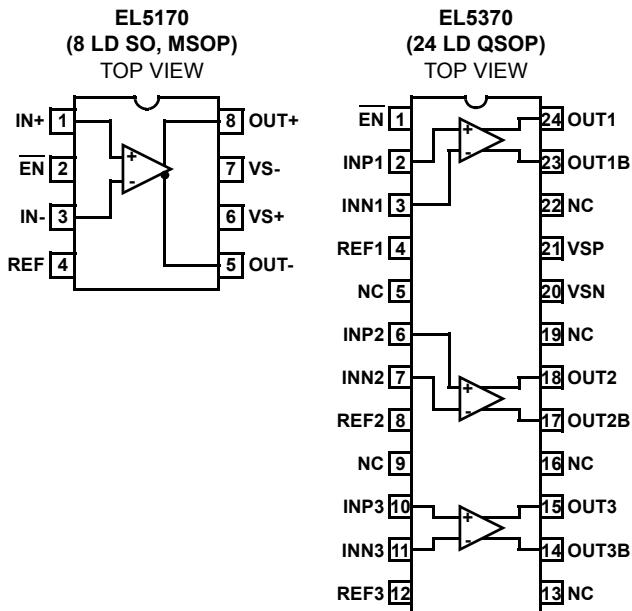 EL5170
(8 LD SO, MSOP)
TOP VIEW
IN+ 1
8 OUT+
EN 2
7 VS-
IN- 3
6 VS+
REF 4
5 OUT-
+
-
EL5370
(24 LD QSOP)
TOP VIEW
EN 1
24 OUT1
INP1 2
23 OUT1B
INN1 3
22 NC
REF1 4
21 VSP
NC 5
20 VSN
INP2 6
19 NC
INN2 7
18 OUT2
REF2 8
17 OUT2B
NC 9
16 NC
INP3 10
15 OUT3
INN3 11
14 OUT3B
REF3 12
13 NC
+
-
+
-
+
-